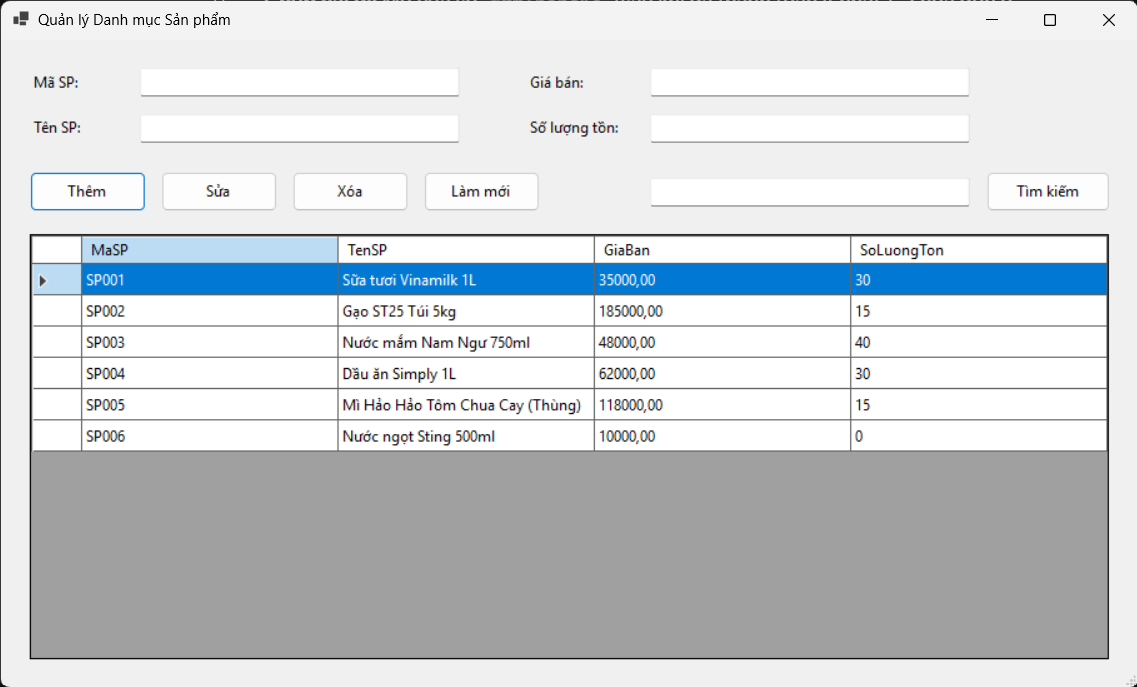 Quản lý Danh mục Sản phẩm
Mã SP: Giá bán:
Tên SP: Số lượng tồn:
Thêm Sửa Xóa Làm mới Tìm kiếm
MaSP TenSP GiaBan SoLuongTon
SP001 Sữa tươi Vinamilk 1L 35000,00 30
SP002 Gạo ST25 Túi 5kg 185000,00 15
SP003 Nước mắm Nam Ngư 750ml 48000,00 40
SP004 Dầu ăn Simply 1L 62000,00 30
SP005 Mì Hảo Hảo Tôm Chua Cay (Thùng) 118000,00 15
SP006 Nước ngọt Sting 500ml 10000,00 0